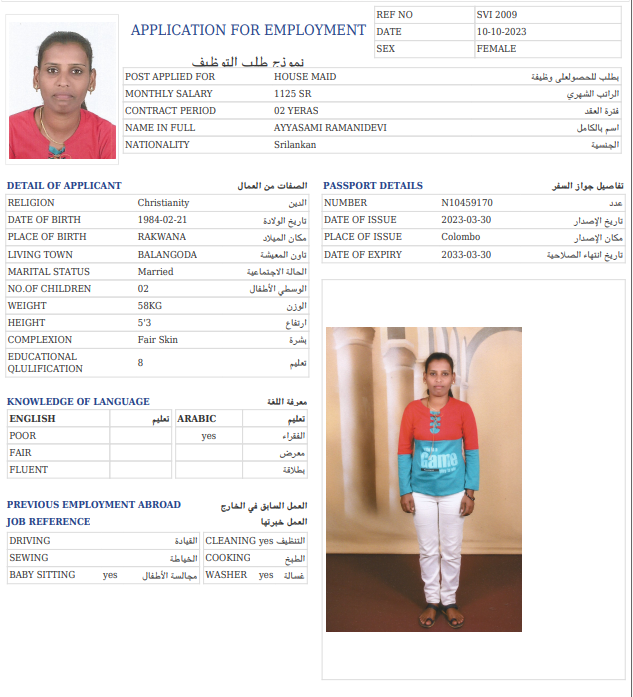 APPLICATION FOR EMPLOYMENT
نموذج طلب التوظيف
REF NO SVI 2009
DATE 10-10-2023
SEX FEMALE
POST APPLIED FOR HOUSE MAID يطلب للحصولعلى وظيفة
MONTHLY SALARY 1125 SR الراتب الشهري
CONTRACT PERIOD 02 YERAS فترة العقد
NAME IN FULL AYYASAMI RAMANIDEVI اسم بالكامل
NATIONALITY Srilankan الجنسية
DETAIL OF APPLICANT الصفات من العمال
RELIGION Christianity الدين
DATE OF BIRTH 1984-02-21 تاريخ الولادة
PLACE OF BIRTH RAKWANA مكان الميلاد
LIVING TOWN BALANGODA تاون المعيشة
MARITAL STATUS Married الحالة الاجتماعية
NO.OF CHILDREN 02 الوسطي الأطفال
WEIGHT 58KG الوزن
HEIGHT 5'3 ارتفاع
COMPLEXION Fair Skin بشرة
EDUCATIONAL QLULIFICATION 8 تعليم
PASSPORT DETAILS تفاصيل جواز السفر
NUMBER N10459170 عدد
DATE OF ISSUE 2023-03-30 تاريخ الإصدار
PLACE OF ISSUE Colombo مكان الإصدار
DATE OF EXPIRY 2033-03-30 تاريخ انتهاء الصلاحية
KNOWLEDGE OF LANGUAGE معرفة اللغة
ENGLISH تعليم ARABIC تعليم
POOR yes الفقراء
FAIR معرض
FLUENT بطلاقة
PREVIOUS EMPLOYMENT ABROAD العمل السابق في الخارج
JOB REFERENCE العمل خبرتها
DRIVING القيادة CLEANING yes التنظيف
SEWING الخياطة COOKING الطبخ
BABY SITTING yes مجالسة الأطفال WASHER yes غسالة
Gama